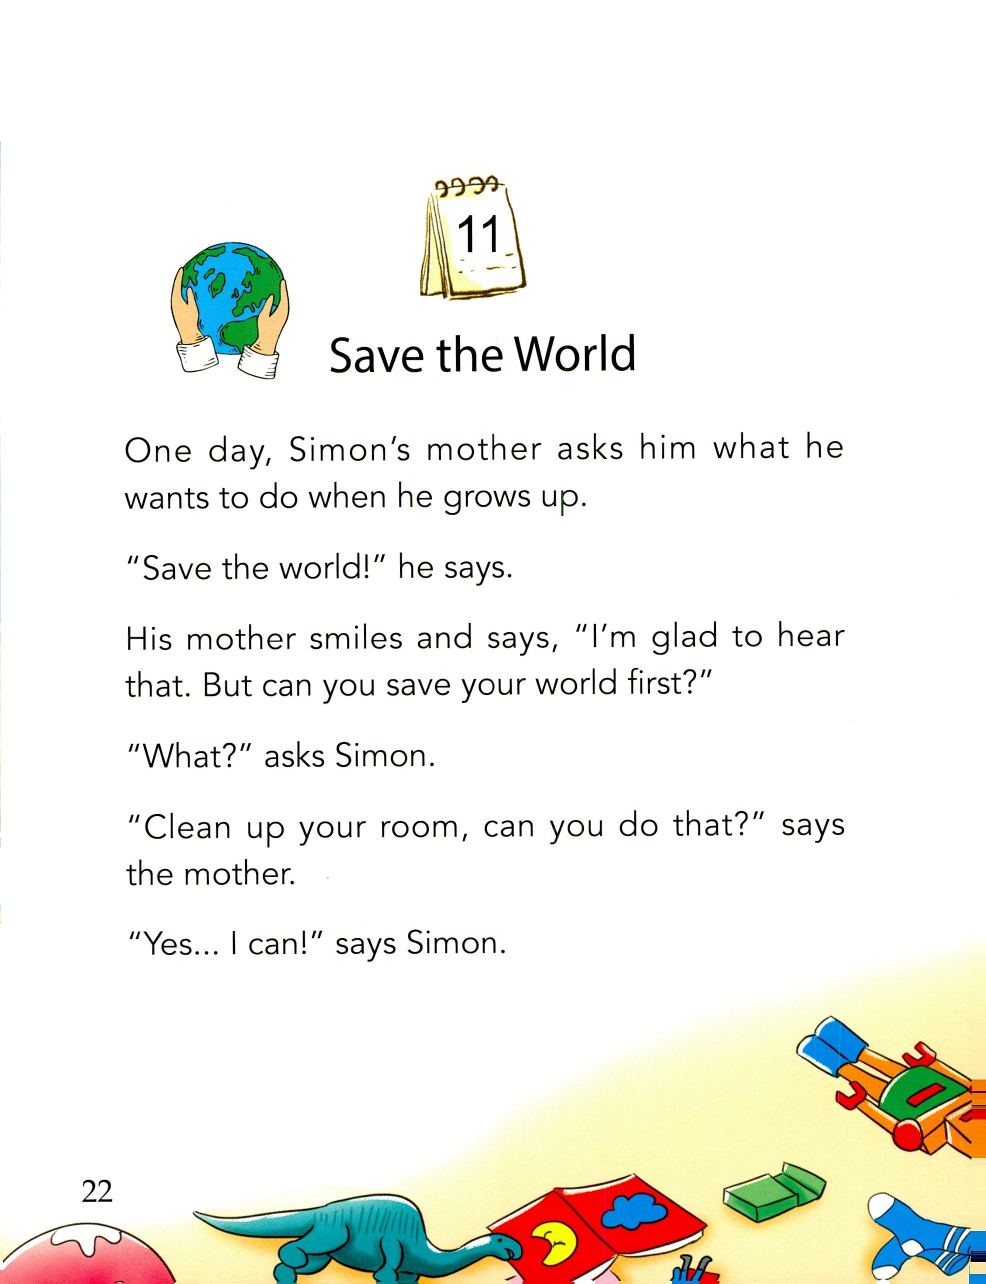 11
Save the World
One day, Simon’s mother asks him what he
wants to do when he grows up.
“Save the world!” he says.
His mother smiles and says, “I’m glad to hear
that. But can you save your world first?”
“What?” asks Simon.
“Clean up your room, can you do that?” says
the mother.
“Yes... I can!” says Simon.
22